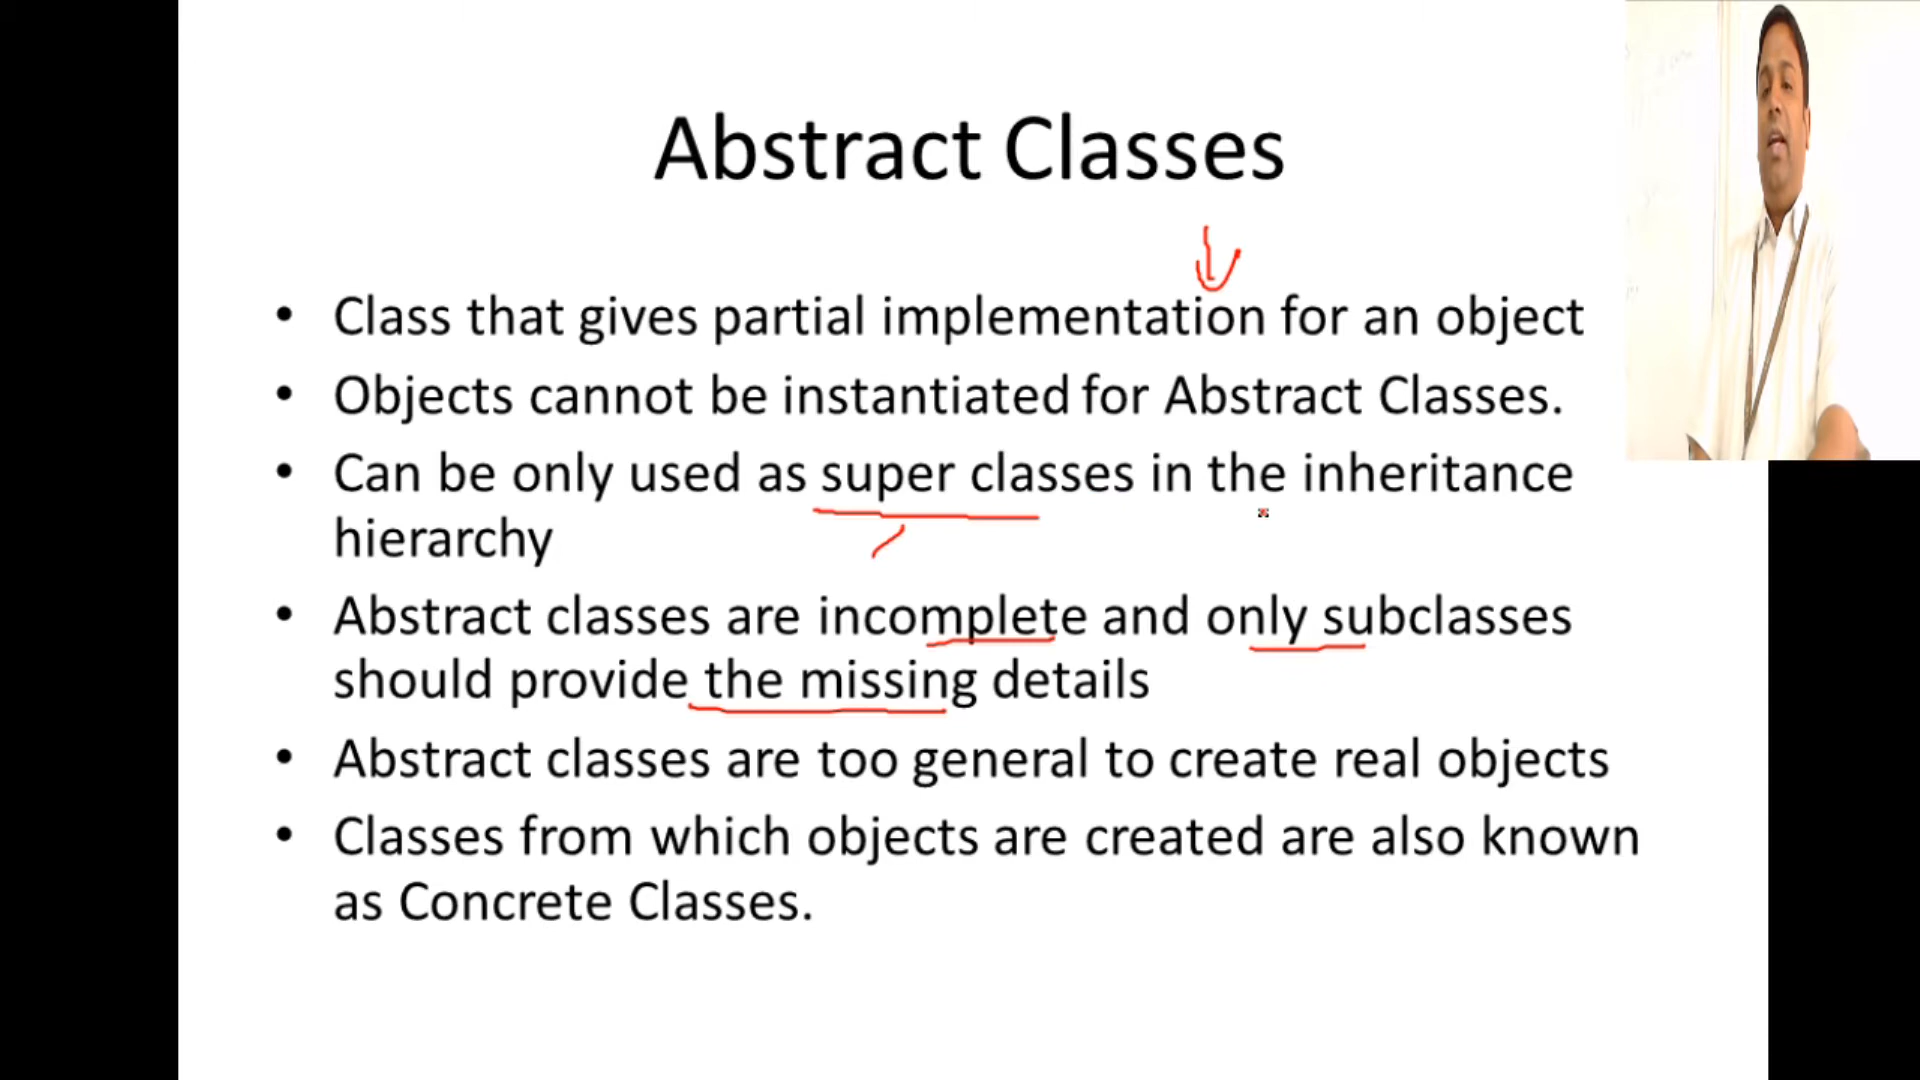 Abstract Classes
• Class that gives partial implementation for an object
• Objects cannot be instantiated for Abstract Classes.
• Can be only used as super classes in the inheritance
hierarchy
• Abstract classes are incomplete and only subclasses
should provide the missing details
• Abstract classes are too general to create real objects
• Classes from which objects are created are also known
as Concrete Classes.